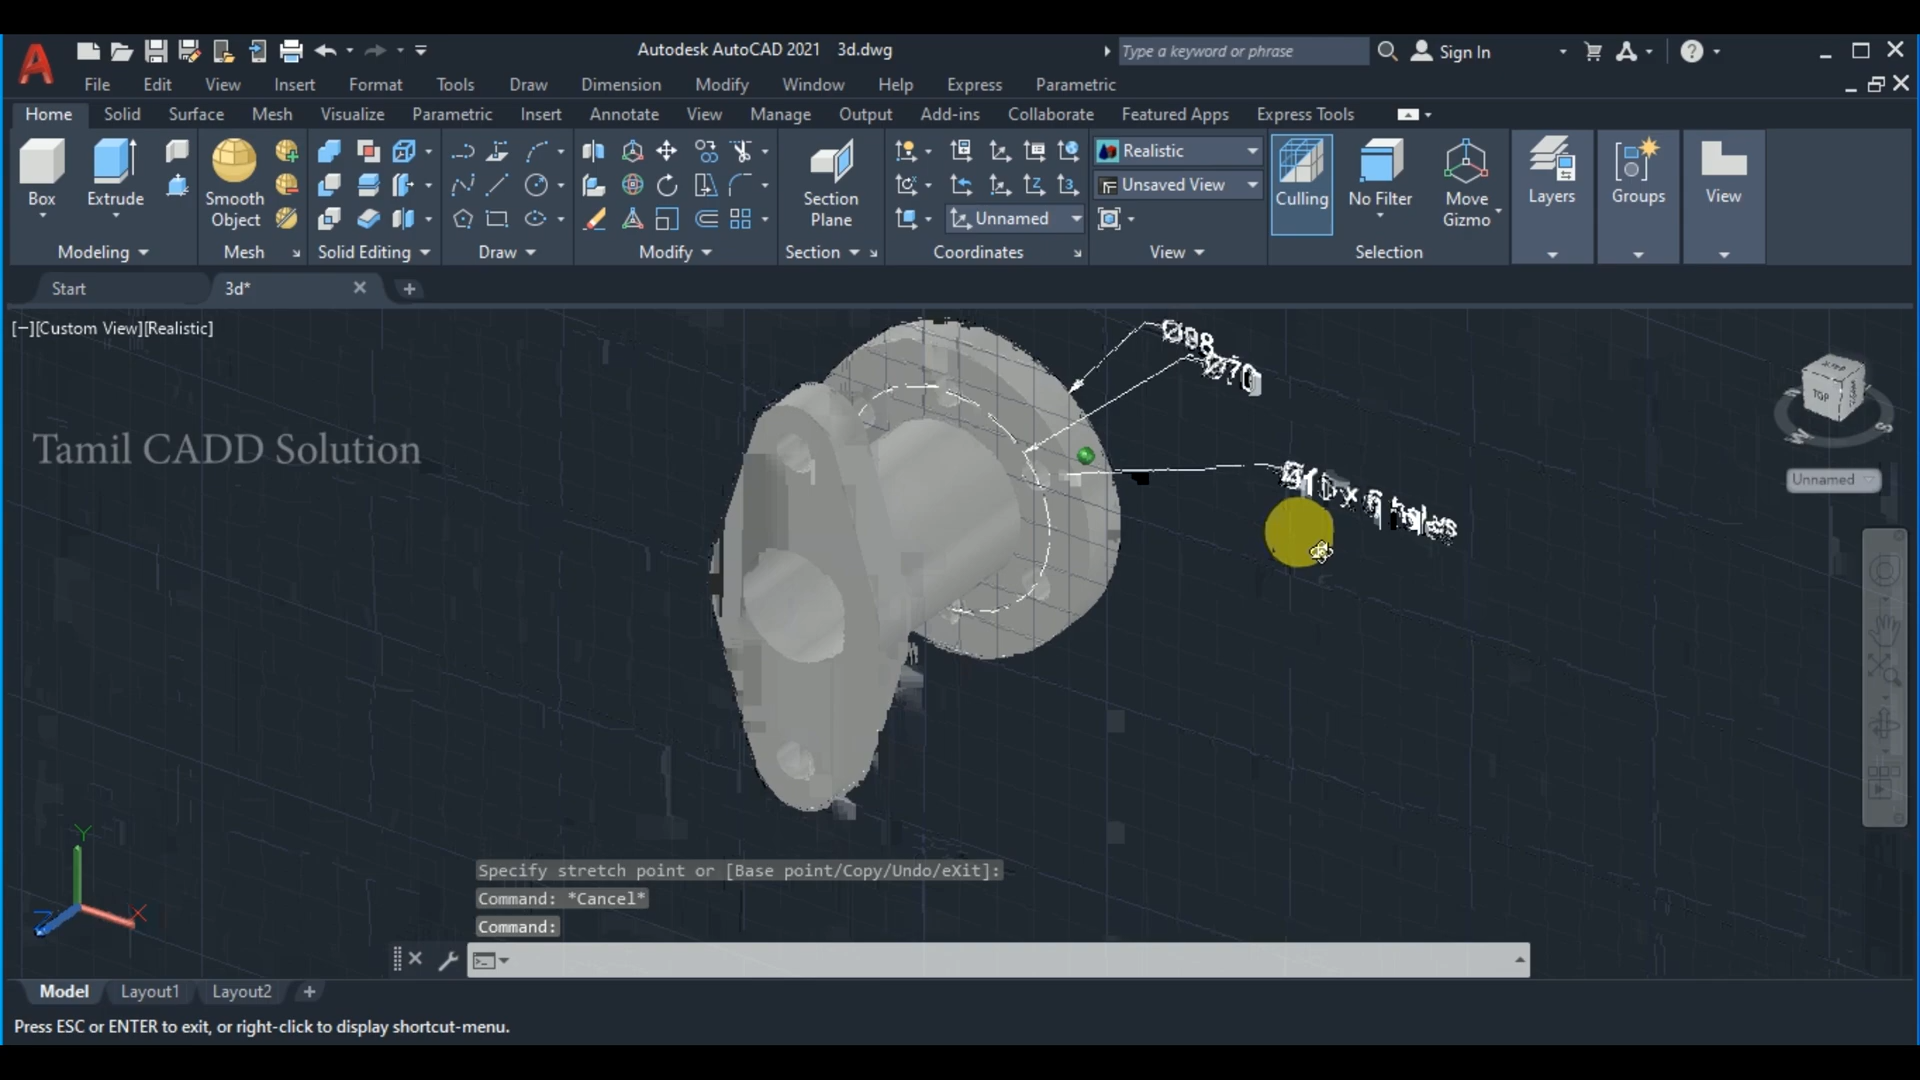 Autodesk AutoCAD 2021 3d.dwg
Type a keyword or phrase
Sign In
File Edit View Insert Format Tools Draw Dimension Modify Window Help Express Parametric
Home Solid Surface Mesh Visualize Parametric Insert Annotate View Manage Output Add-ins Collaborate Featured Apps Express Tools
Box
Extrude
Smooth Object
Section Plane
Realistic
Unsaved View
Unnamed
Culling
No Filter
Move Gizmo
Layers
Groups
View
Modeling Mesh Solid Editing Draw Modify Section Coordinates View Selection
Start 3d*
[−][Custom View][Realistic]
Ø98
Ø70
x 6 holes
TOP
W
S
Unnamed
Tamil CADD Solution
Y
X
Z
Specify stretch point or [Base point/Copy/Undo/eXit]:
Command: *Cancel*
Command:
Model Layout1 Layout2
Press ESC or ENTER to exit, or right-click to display shortcut-menu.